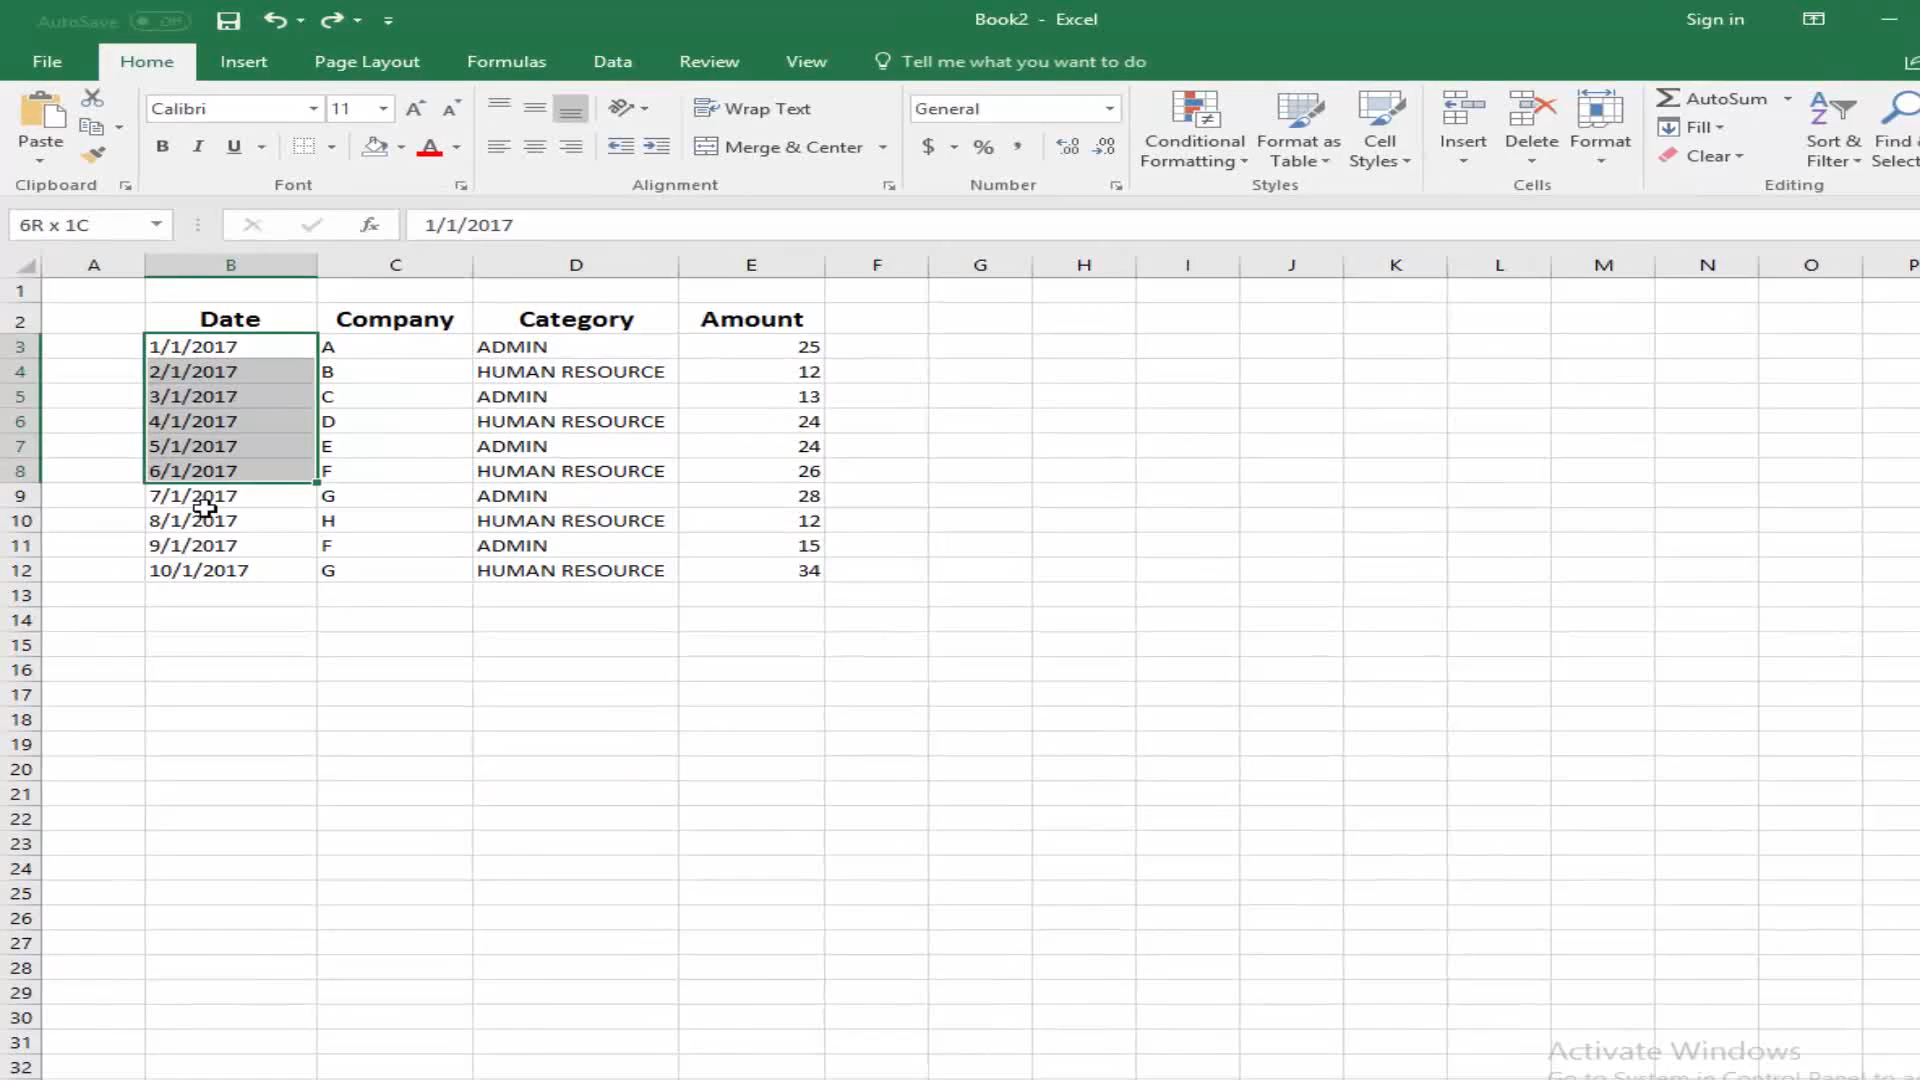 AutoSave Off Book2 - Excel Sign in
File Home Insert Page Layout Formulas Data Review View Tell me what you want to do
Calibri 11 Wrap Text General AutoSum
Paste B I U Merge & Center $ % , Conditional Formatting Format as Table Cell Styles Insert Delete Format Fill Clear Sort & Filter Find Select
Clipboard Font Alignment Number Styles Cells Editing
6R x 1C fx 1/1/2017
A B C D E F G H I J K L M N O P
1
2 Date Company Category Amount
3 1/1/2017 A ADMIN 25
4 2/1/2017 B HUMAN RESOURCE 12
5 3/1/2017 C ADMIN 13
6 4/1/2017 D HUMAN RESOURCE 24
7 5/1/2017 E ADMIN 24
8 6/1/2017 F HUMAN RESOURCE 26
9 7/1/2017 G ADMIN 28
10 8/1/2017 H HUMAN RESOURCE 12
11 9/1/2017 F ADMIN 15
12 10/1/2017 G HUMAN RESOURCE 34
13
14
15
16
17
18
19
20
21
22
23
24
25
26
27
28
29
30
31
32
Activate Windows